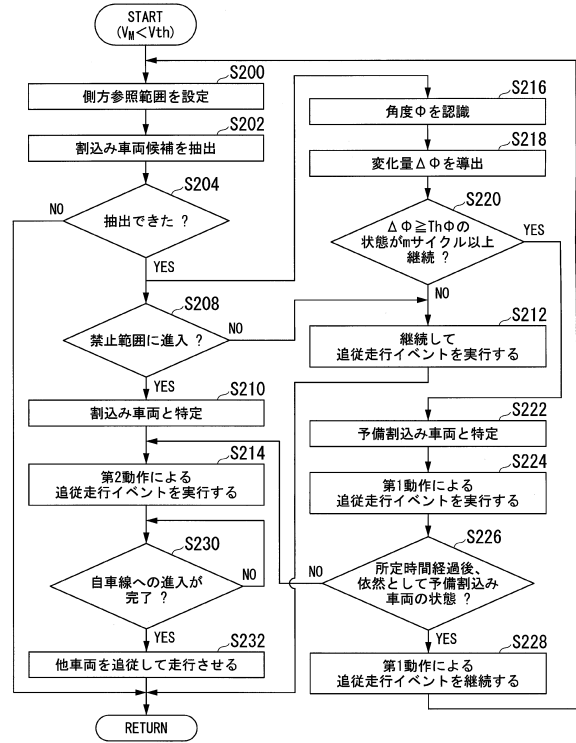 START
(VM<Vth)
S200
側方参照範囲を設定
S202
割込み車両候補を抽出
S204
抽出できた ?
NO
YES
S208
禁止範囲に進入 ?
NO
YES
S210
割込み車両と特定
S214
第2動作による
追従走行イベントを実行する
S230
自車線への進入が
完了 ?
NO
YES
S232
他車両を追従して走行させる
RETURN
S216
角度Φを認識
S218
変化量ΔΦを導出
S220
ΔΦ≧ThΦの
状態がmサイクル以上
継続 ?
YES
NO
S212
継続して
追従走行イベントを実行する
S222
予備割込み車両と特定
S224
第1動作による
追従走行イベントを実行する
S226
所定時間経過後、
依然として予備割込み
車両の状態 ?
NO
YES
S228
第1動作による
追従走行イベントを継続する